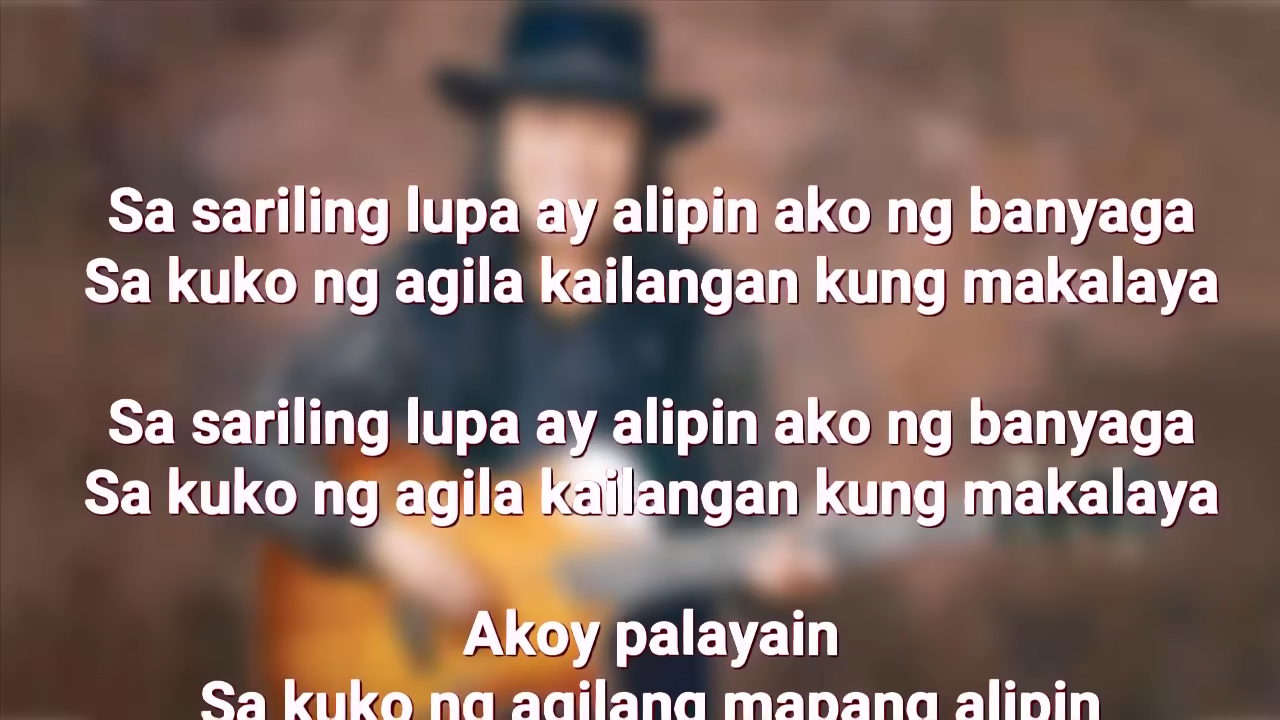 Sa sariling lupa ay alipin ako ng banyaga
Sa kuko ng agila kailangan kung makalaya
Sa sariling lupa ay alipin ako ng banyaga
Sa kuko ng agila kailangan kung makalaya
Akoy palayain
Sa kuko ng agilang mapang alipin